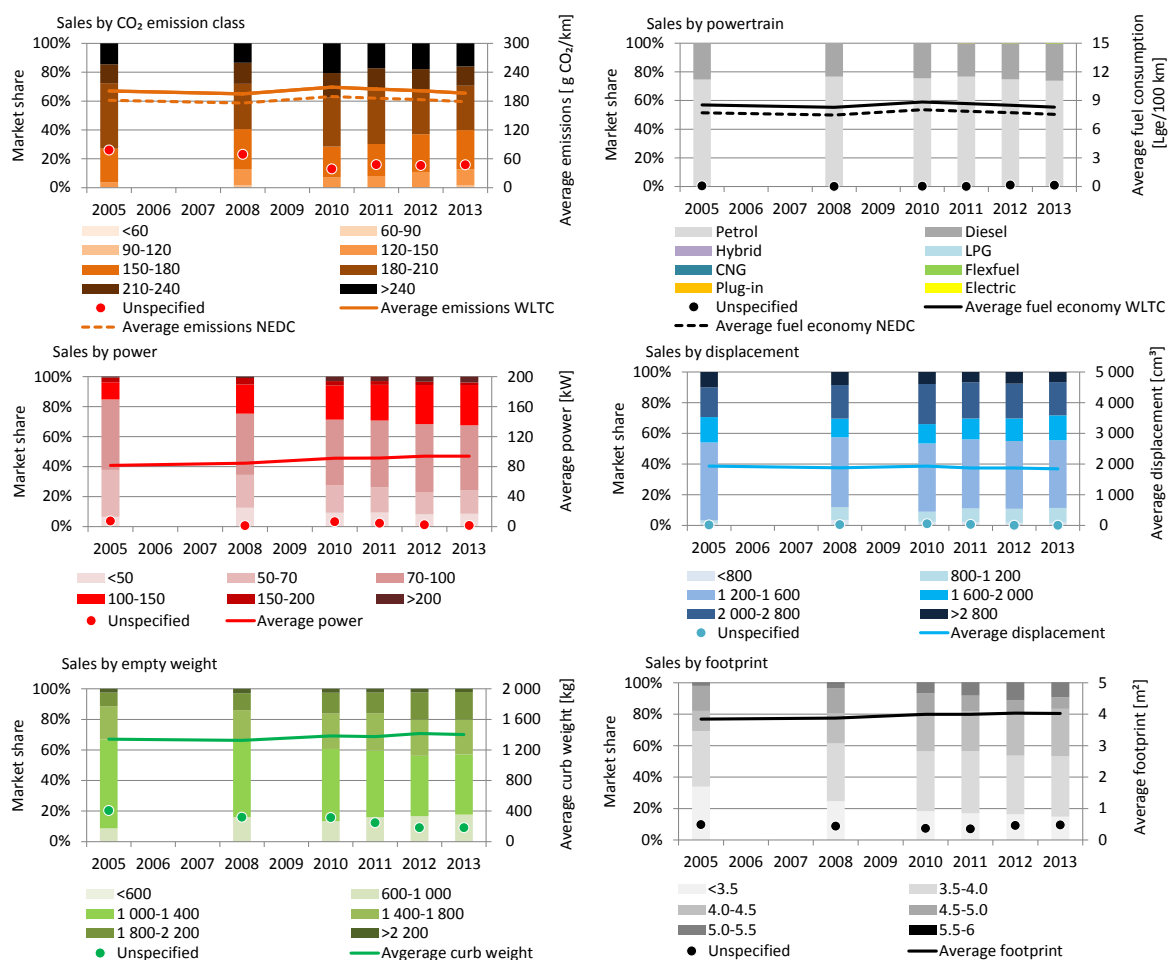 Sales by CO₂ emission class
100%
80%
60%
40%
20%
0%
Market share
300
240
180
120
60
0
Average emissions [ g CO₂/km]
2005 2006 2007 2008 2009 2010 2011 2012 2013
<60 60-90
90-120 120-150
150-180 180-210
210-240 >240
Unspecified Average emissions WLTC
Average emissions NEDC
Sales by powertrain
100%
80%
60%
40%
20%
0%
Market share
15
12
9
6
3
0
Average fuel consumption
[Lge/100 km]
2005 2006 2007 2008 2009 2010 2011 2012 2013
Petrol Diesel
Hybrid LPG
CNG Flexfuel
Plug-in Electric
Unspecified Average fuel economy WLTC
Average fuel economy NEDC
Sales by power
100%
80%
60%
40%
20%
0%
Market share
200
160
120
80
40
0
Average power [kW]
2005 2006 2007 2008 2009 2010 2011 2012 2013
<50 50-70 70-100
100-150 150-200 >200
Unspecified Average power
Sales by displacement
100%
80%
60%
40%
20%
0%
Market share
5 000
4 000
3 000
2 000
1 000
0
Average displacement [cm³]
2005 2006 2007 2008 2009 2010 2011 2012 2013
<800 800-1 200
1 200-1 600 1 600-2 000
2 000-2 800 >2 800
Unspecified Average displacement
Sales by empty weight
100%
80%
60%
40%
20%
0%
Market share
2 000
1 600
1 200
800
400
0
Average curb weight [kg]
2005 2006 2007 2008 2009 2010 2011 2012 2013
<600 600-1 000
1 000-1 400 1 400-1 800
1 800-2 200 >2 200
Unspecified Avgerage curb weight
Sales by footprint
100%
80%
60%
40%
20%
0%
Market share
5
4
3
2
1
0
Average footprint [m²]
2005 2006 2007 2008 2009 2010 2011 2012 2013
<3.5 3.5-4.0
4.0-4.5 4.5-5.0
5.0-5.5 5.5-6
Unspecified Average footprint